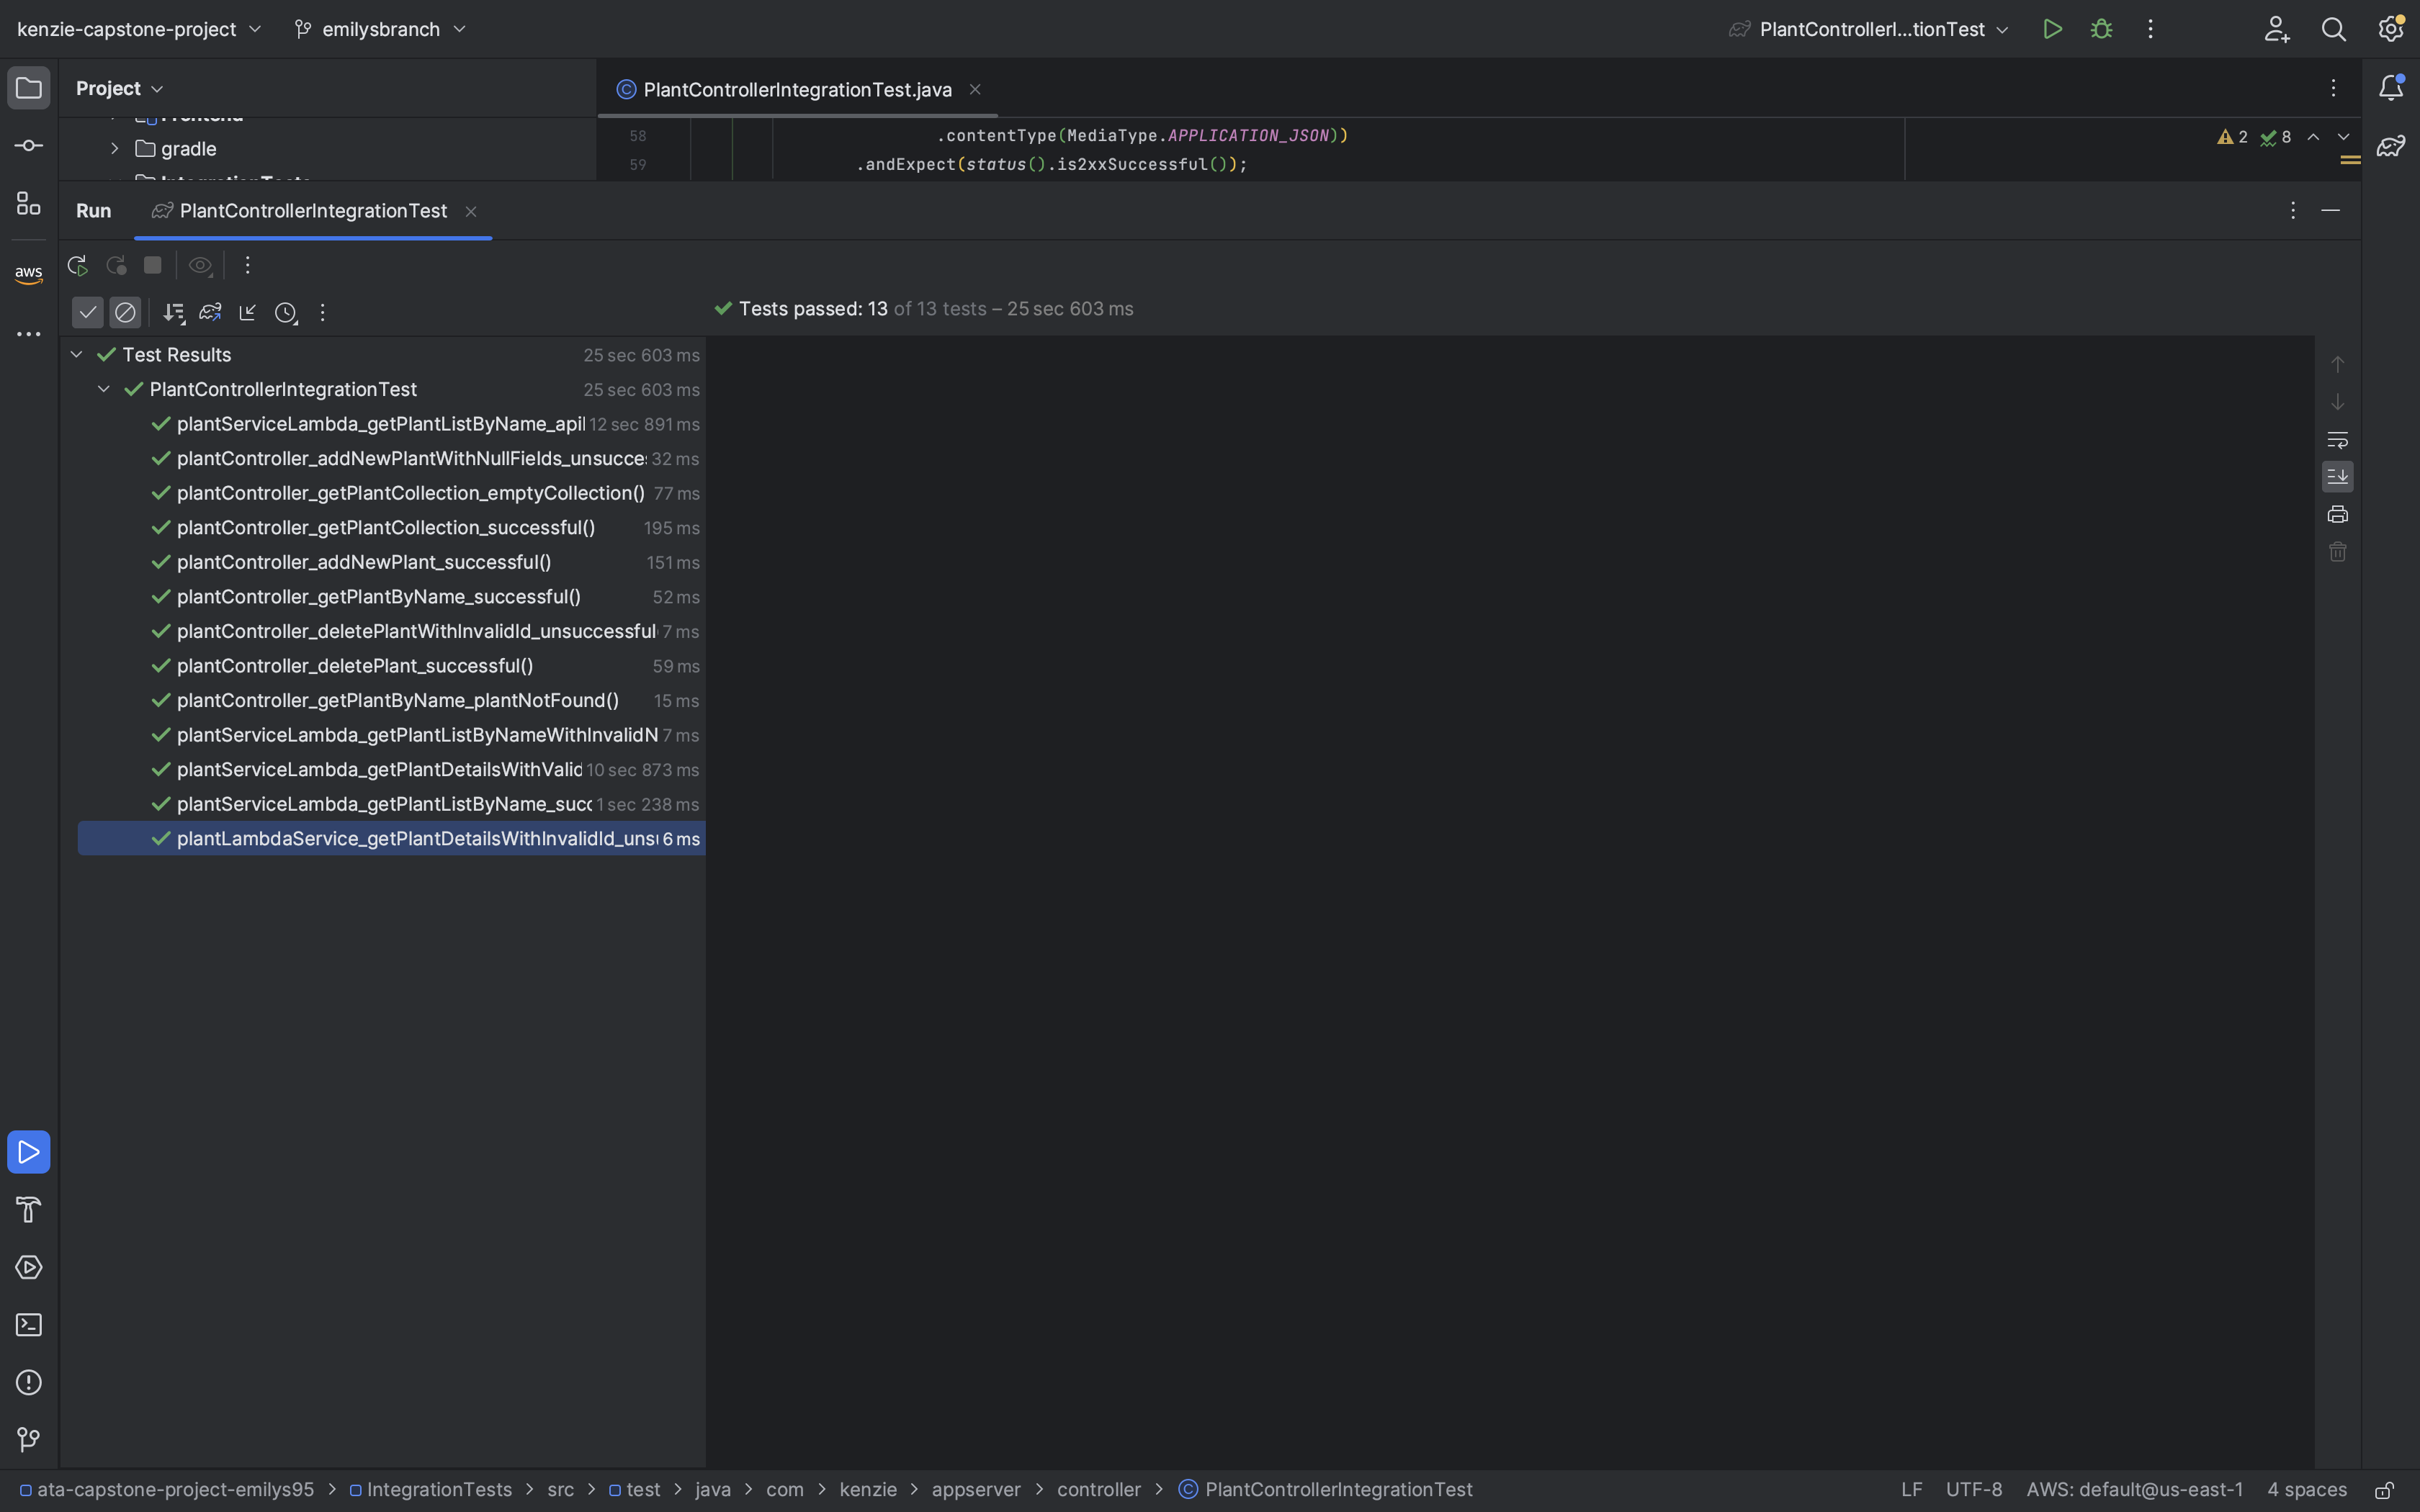 kenzie-capstone-project
emilysbranch
PlantControllerI...tionTest
Project
PlantControllerIntegrationTest.java
Frontend
gradle
IntegrationTests
58 .contentType(MediaType.APPLICATION_JSON))
59 .andExpect(status().is2xxSuccessful());
2 8
Run PlantControllerIntegrationTest
aws
Tests passed: 13 of 13 tests – 25 sec 603 ms
Test Results 25 sec 603 ms
PlantControllerIntegrationTest 25 sec 603 ms
plantServiceLambda_getPlantListByName_api 12 sec 891 ms
plantController_addNewPlantWithNullFields_unsucce 32 ms
plantController_getPlantCollection_emptyCollection() 77 ms
plantController_getPlantCollection_successful() 195 ms
plantController_addNewPlant_successful() 151 ms
plantController_getPlantByName_successful() 52 ms
plantController_deletePlantWithInvalidId_unsuccessful 7 ms
plantController_deletePlant_successful() 59 ms
plantController_getPlantByName_plantNotFound() 15 ms
plantServiceLambda_getPlantListByNameWithInvalidN 7 ms
plantServiceLambda_getPlantDetailsWithValid 10 sec 873 ms
plantServiceLambda_getPlantListByName_succ 1 sec 238 ms
plantLambdaService_getPlantDetailsWithInvalidId_uns 6 ms
ata-capstone-project-emilys95 > IntegrationTests > src > test > java > com > kenzie > appserver > controller > PlantControllerIntegrationTest
LF UTF-8 AWS: default@us-east-1 4 spaces